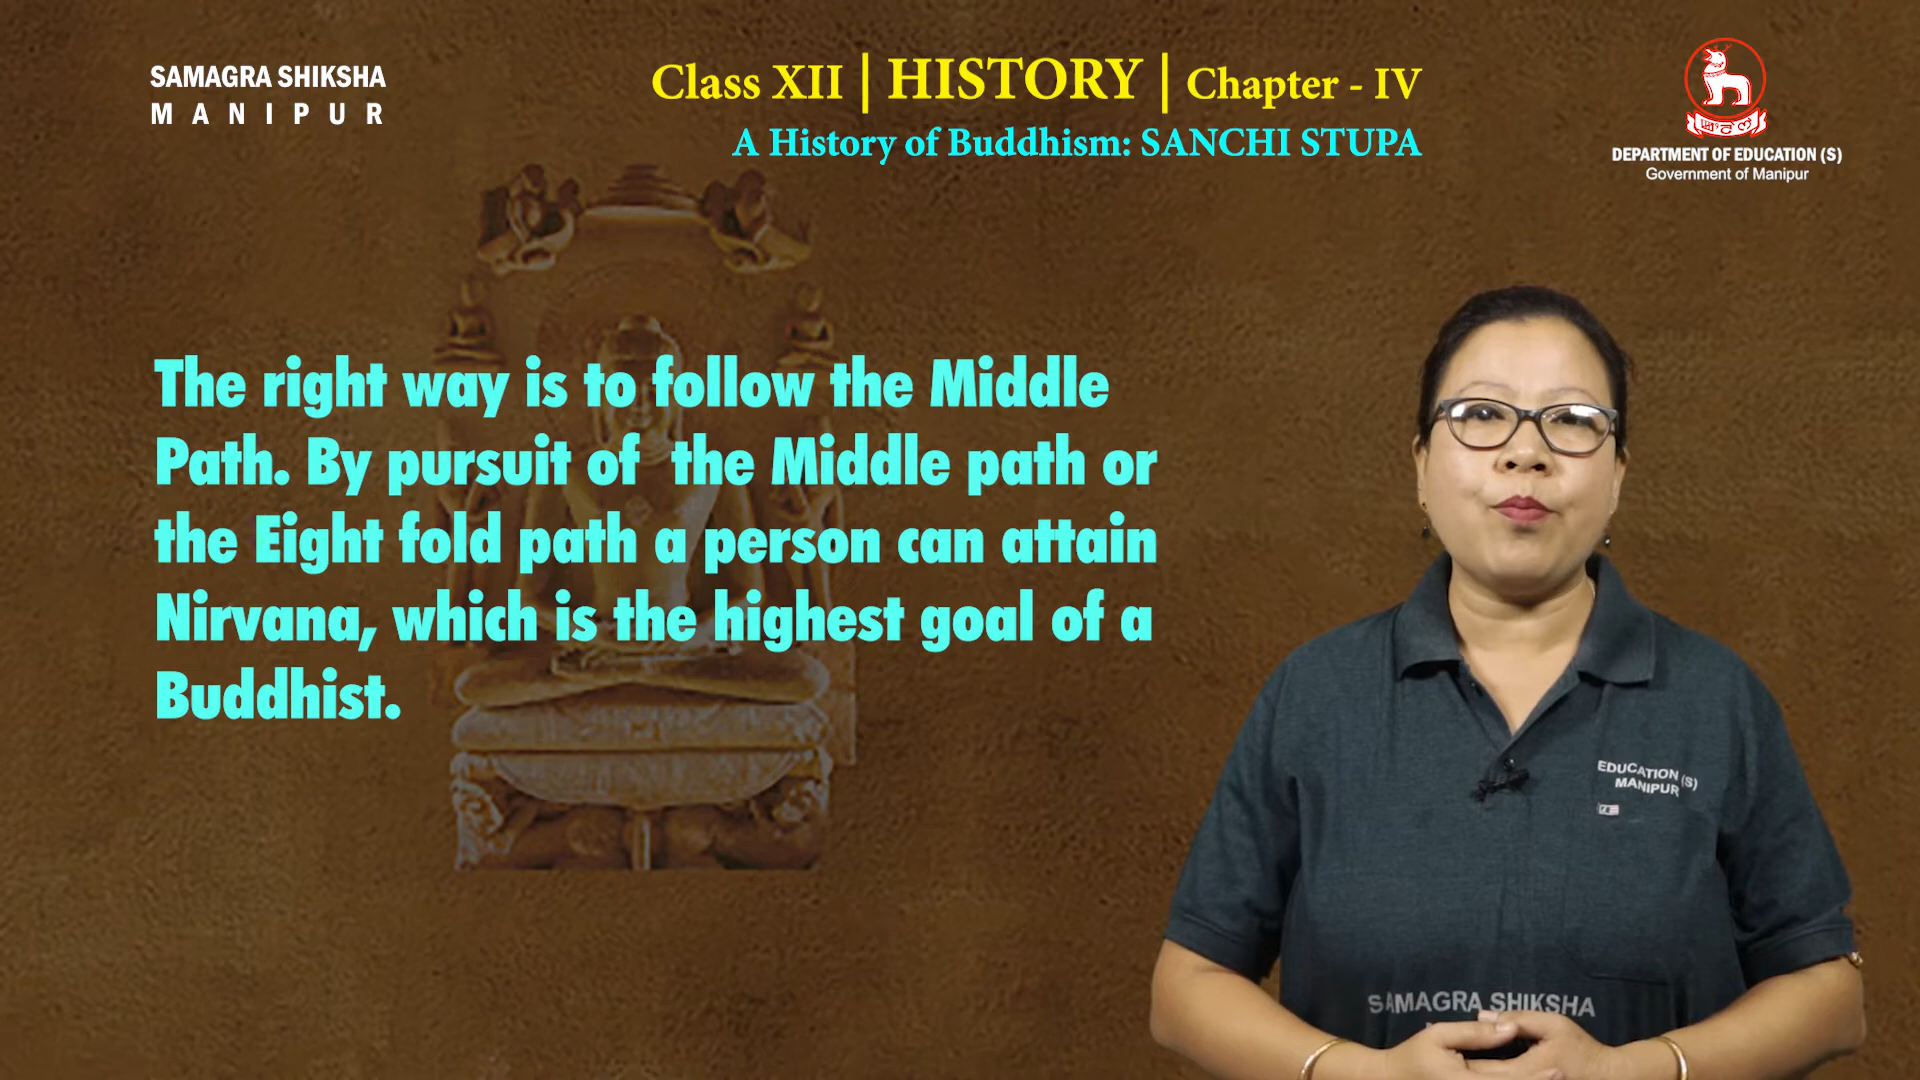 SAMAGRA SHIKSHA
MANIPUR
Class XII | HISTORY | Chapter - IV
A History of Buddhism: SANCHI STUPA
DEPARTMENT OF EDUCATION (S)
Government of Manipur
The right way is to follow the Middle
Path. By pursuit of the Middle path or
the Eight fold path a person can attain
Nirvana, which is the highest goal of a
Buddhist.
EDUCATION (S)
MANIPUR
SAMAGRA SHIKSHA